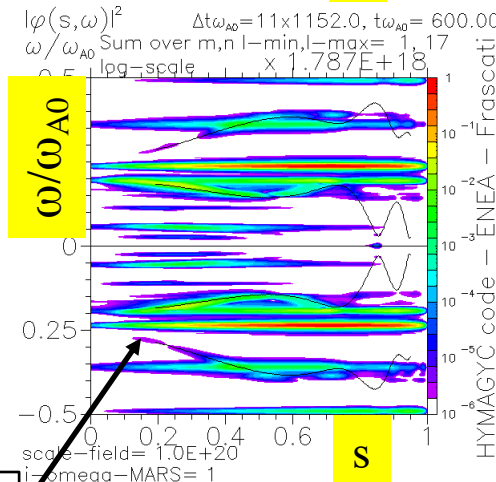 |φ(s,ω)|² Δtω_A0=11x1152.0, tω_A0= 600.00
ω/ω_A0 Sum over m,n l-min,l-max= 1, 17
log-scale x 1.787E+18
0.5
ω/ω_A0
0
0.25
-0.5
0 0.2 0.4 0.6 0.8 1
s
1
10⁻¹
10⁻²
10⁻³
10⁻⁴
10⁻⁵
10⁻⁶
HYMAGYC code - ENEA - Frascati
scale-field= 1.0E+20
i-omega-MARS= 1